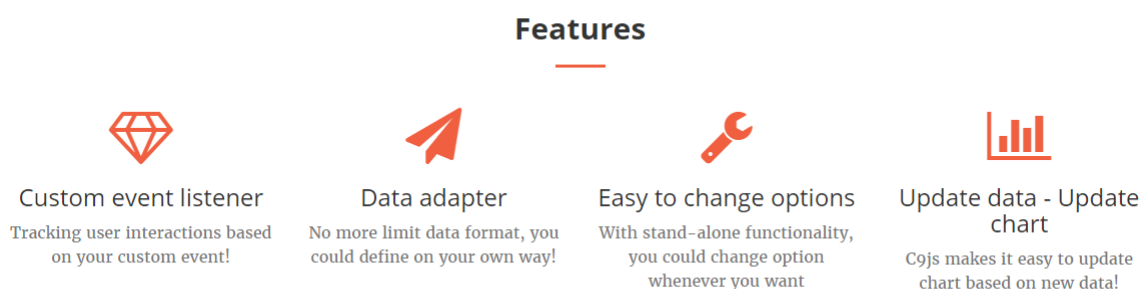 Features
Custom event listener
Tracking user interactions based
on your custom event!
Data adapter
No more limit data format, you
could define on your own way!
Easy to change options
With stand-alone functionality,
you could change option
whenever you want
Update data - Update
chart
C9js makes it easy to update
chart based on new data!